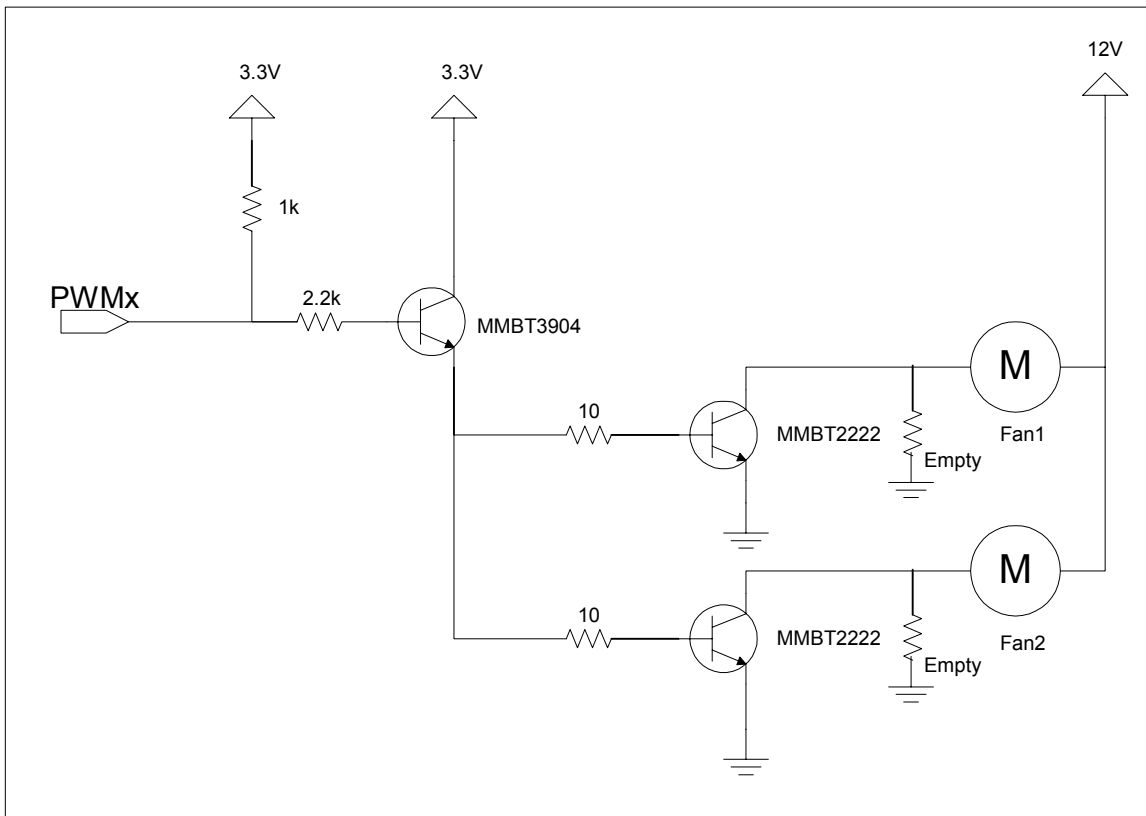 12V
3.3V
3.3V
1k
PWMx
2.2k
MMBT3904
M
10
MMBT2222
Fan1
Empty
M
10
MMBT2222
Fan2
Empty